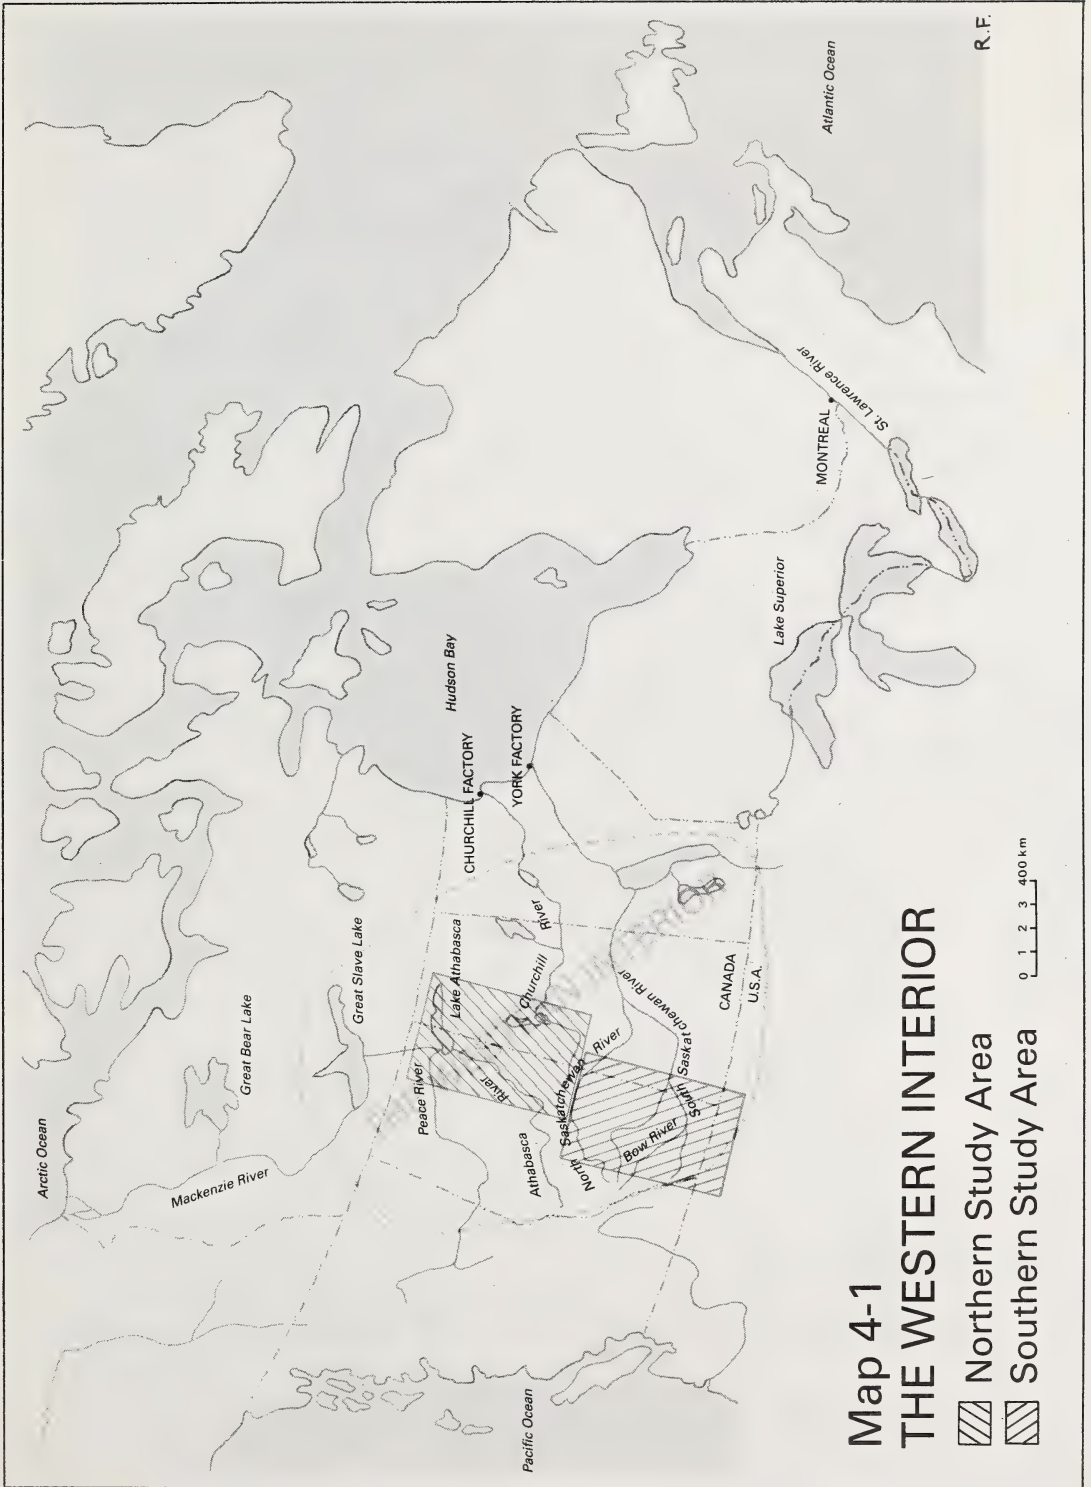 Arctic Ocean
Great Bear Lake
Mackenzie River
Great Slave Lake
Peace River
Lake Athabasca
Athabasca
River
Churchill
River
CHURCHILL FACTORY
YORK FACTORY
Hudson Bay
North
Saskatchewan
River
Bow River
South Saskatchewan River
CANADA
U.S.A.
Lake Superior
MONTREAL
St. Lawrence River
Atlantic Ocean
Pacific Ocean
Map 4-1
THE WESTERN INTERIOR
Northern Study Area
Southern Study Area
0 1 2 3 400 km
R.F.